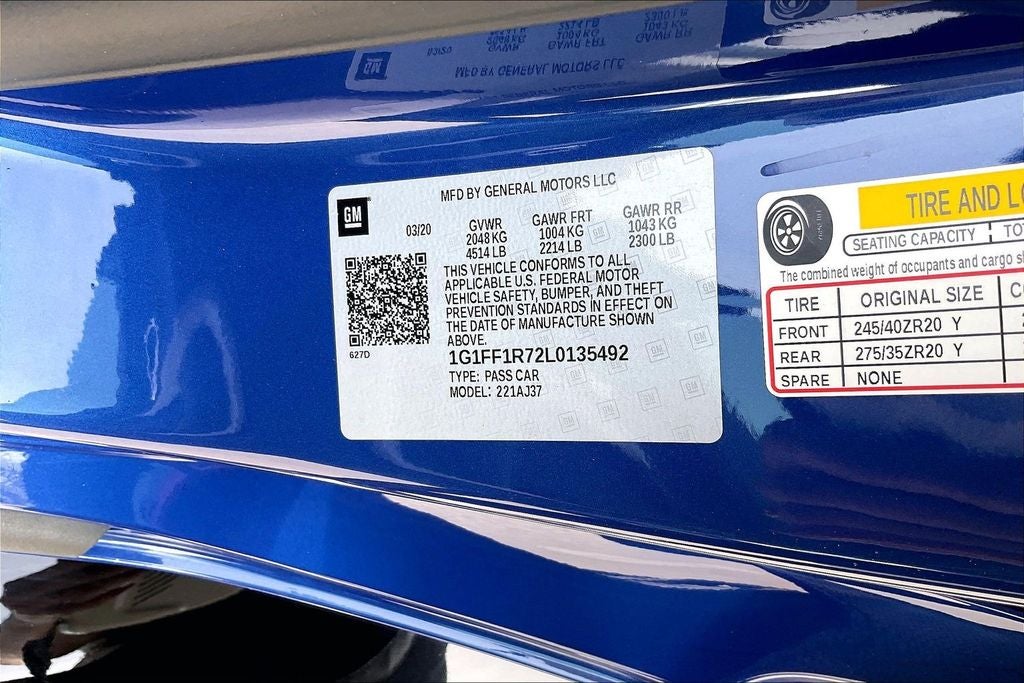 MFD BY GENERAL MOTORS LLC
GM
03/20
GVWR
2048 KG
4514 LB
GAWR FRT
1004 KG
2214 LB
GAWR RR
1043 KG
2300 LB
THIS VEHICLE CONFORMS TO ALL
APPLICABLE U.S. FEDERAL MOTOR
VEHICLE SAFETY, BUMPER, AND THEFT
PREVENTION STANDARDS IN EFFECT ON
THE DATE OF MANUFACTURE SHOWN
ABOVE.
627D
1G1FF1R72L0135492
TYPE: PASS CAR
MODEL: 221AJ37
TIRE AND
SEATING CAPACITY
The combined weight of occupants and cargo
TIRE ORIGINAL SIZE
FRONT 245/40ZR20 Y
REAR 275/35ZR20 Y
SPARE NONE